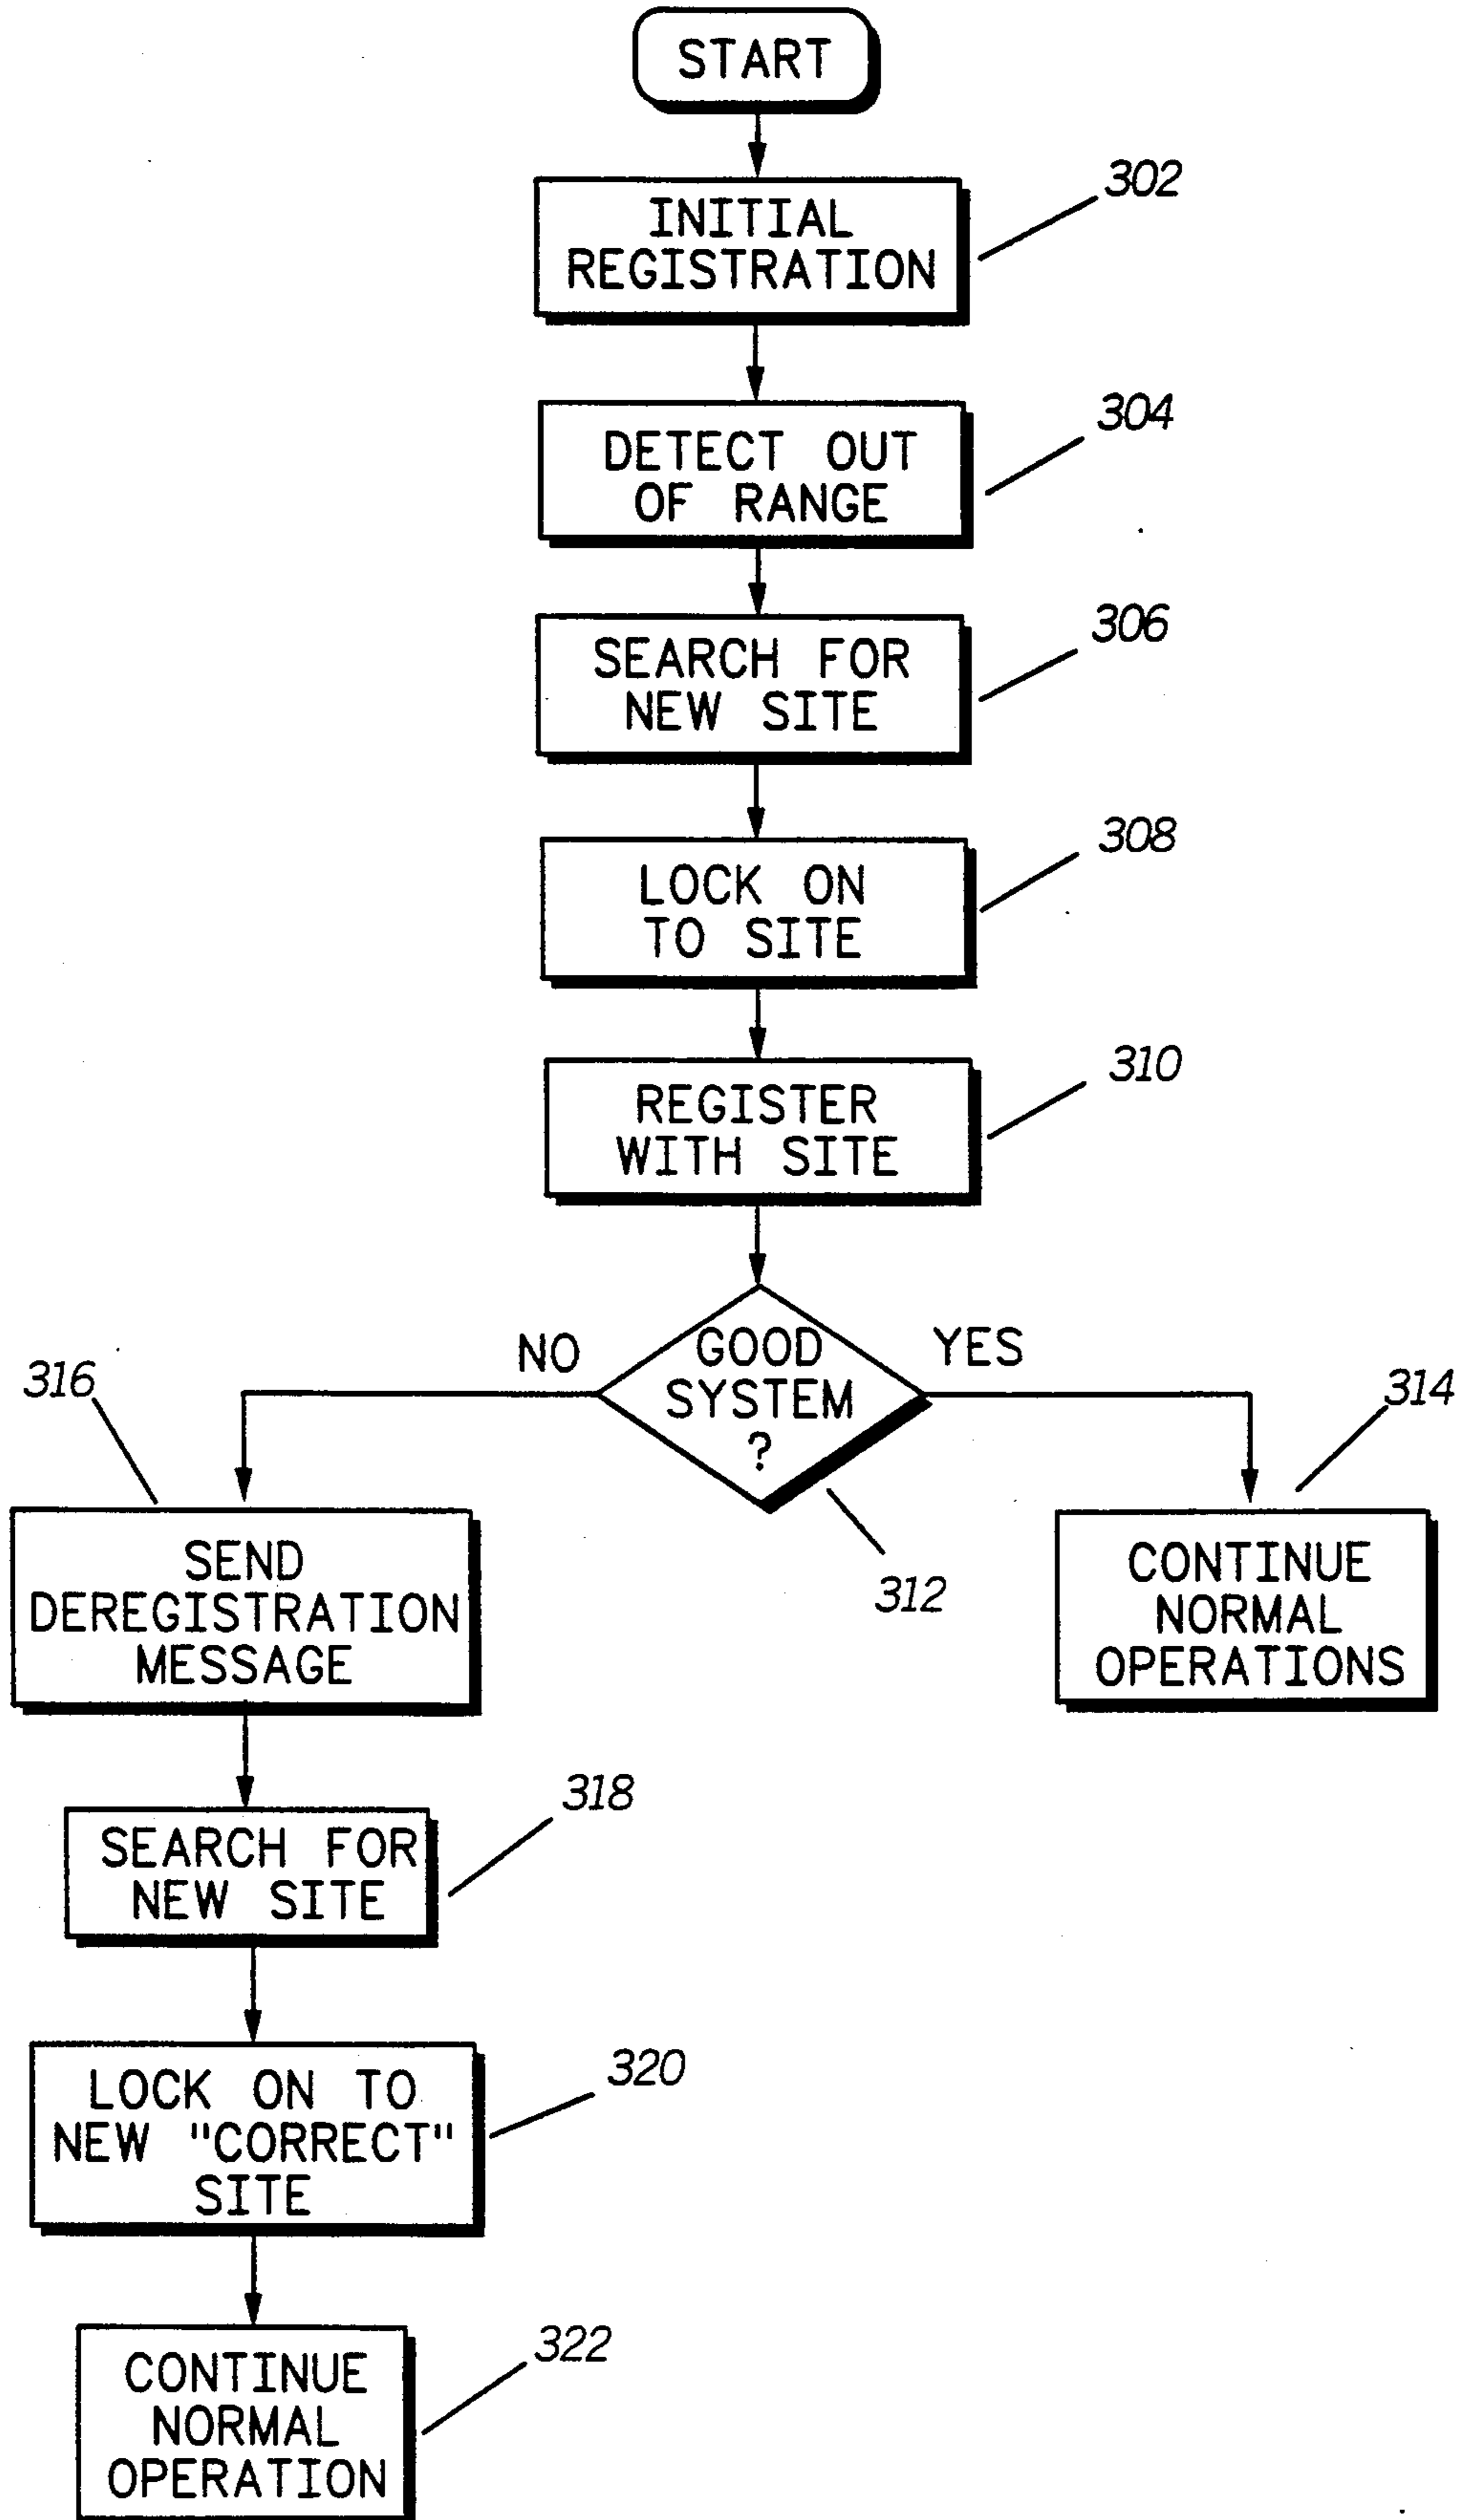 START
302
INITIAL
REGISTRATION
304
DETECT OUT
OF RANGE
306
SEARCH FOR
NEW SITE
308
LOCK ON
TO SITE
310
REGISTER
WITH SITE
NO
GOOD
SYSTEM
?
YES
316
314
312
SEND
DEREGISTRATION
MESSAGE
CONTINUE
NORMAL
OPERATIONS
318
SEARCH FOR
NEW SITE
320
LOCK ON TO
NEW "CORRECT"
SITE
322
CONTINUE
NORMAL
OPERATION